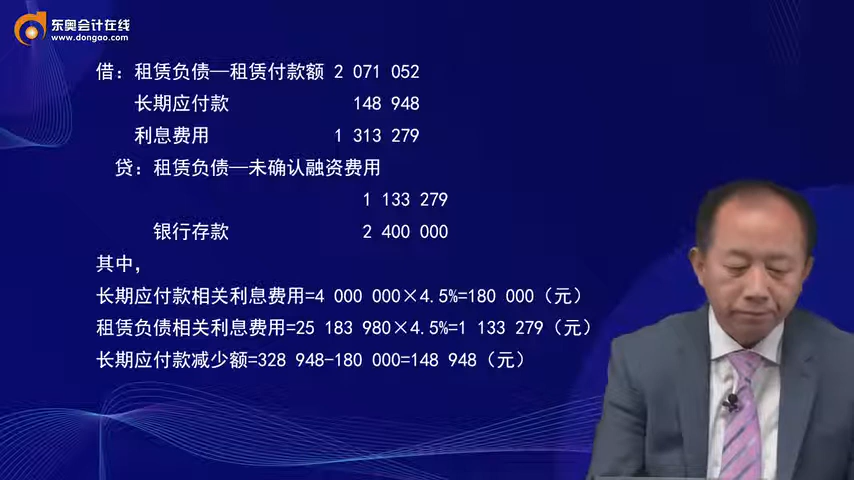 东奥会计在线
www.dongao.com
借：租赁负债—租赁付款额 2 071 052
长期应付款 148 948
利息费用 1 313 279
贷：租赁负债—未确认融资费用
1 133 279
银行存款 2 400 000
其中，
长期应付款相关利息费用=4 000 000×4.5%=180 000（元）
租赁负债相关利息费用=25 183 980×4.5%=1 133 279（元）
长期应付款减少额=328 948-180 000=148 948（元）